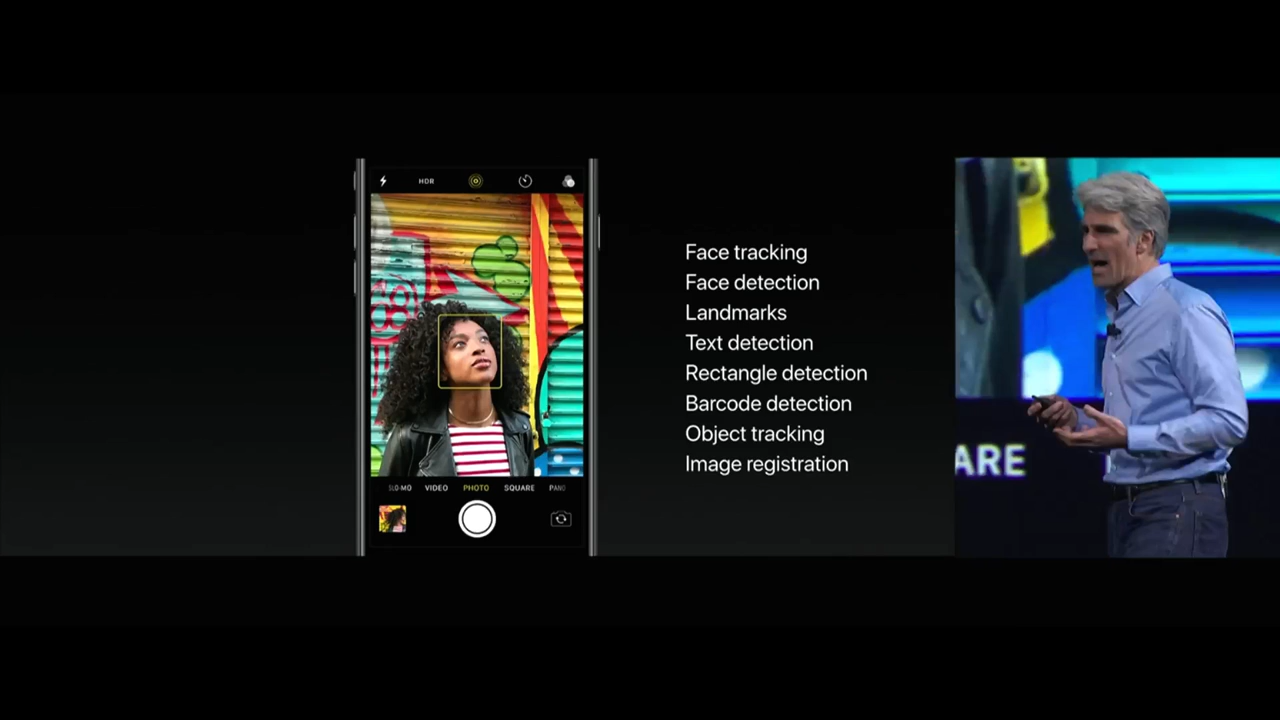 HDR
SLO-MO VIDEO PHOTO SQUARE PANO
Face tracking
Face detection
Landmarks
Text detection
Rectangle detection
Barcode detection
Object tracking
Image registration
ARE